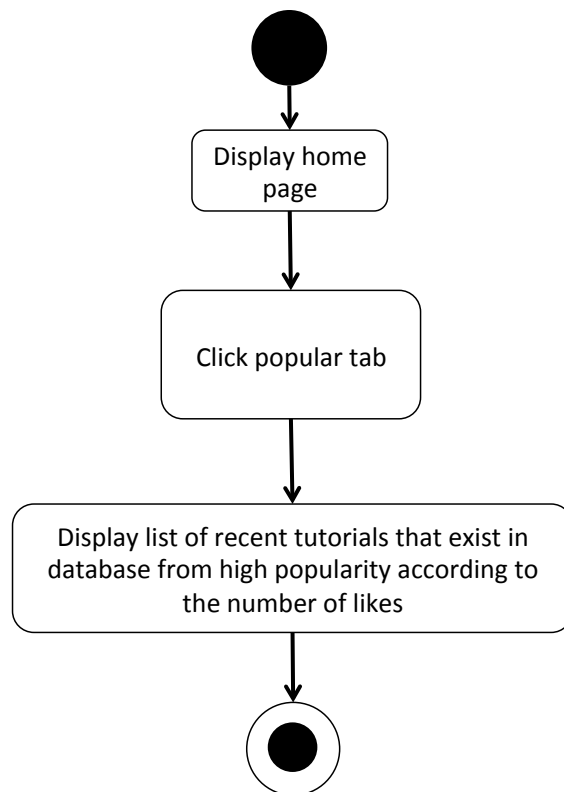 Display home
page
Click popular tab
Display list of recent tutorials that exist in
database from high popularity according to
the number of likes